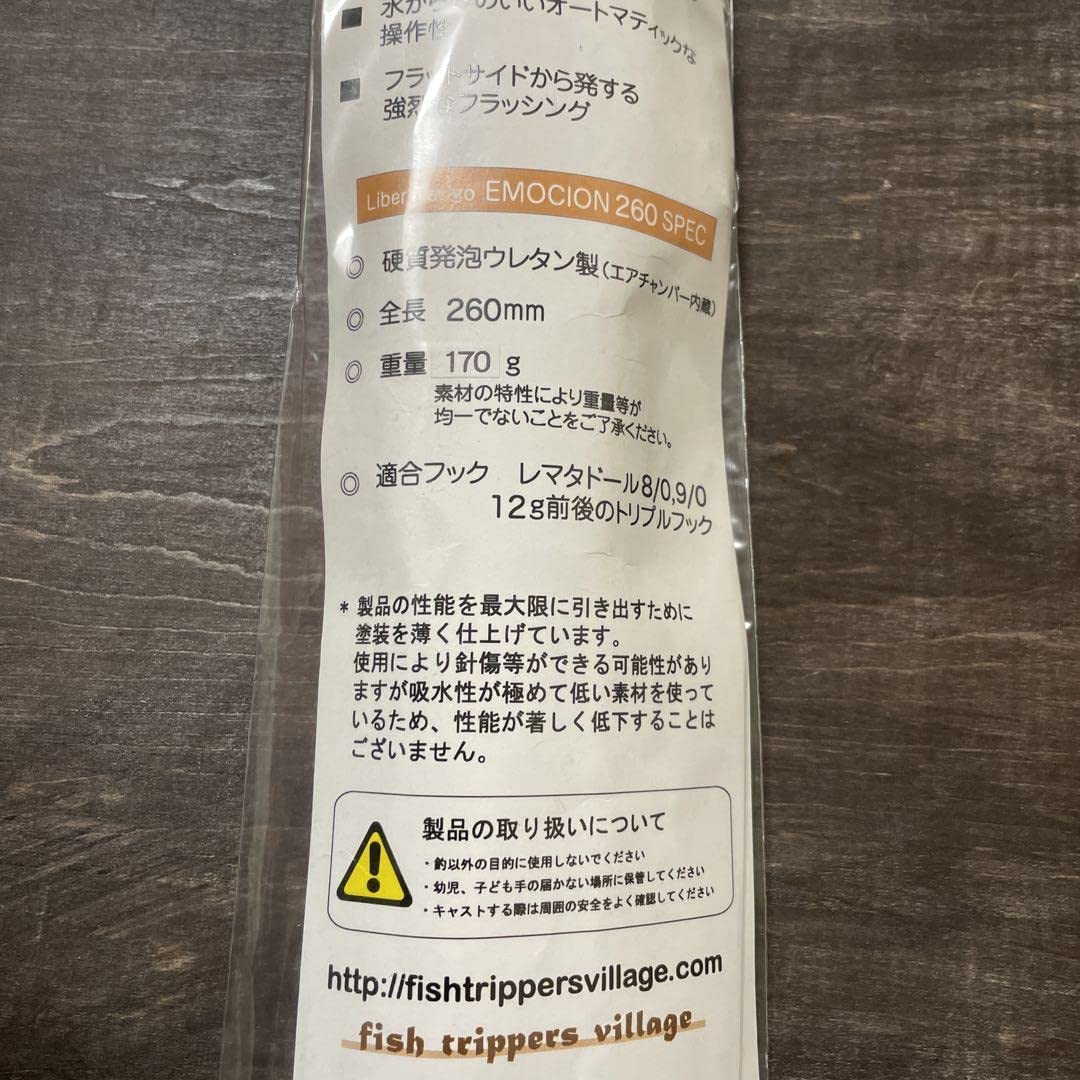 のいいオートマティックな
操作性
フラットサイドから発する
強烈なフラッシング
EMOCION 260 SPEC
◎ 硬質発泡ウレタン製(エアチャンバー内蔵)
◎ 全長 260mm
◎ 重量 170 g
素材の特性により重量等が
均一でないことをご了承ください。
◎ 適合フック レマタドール8/0,9/0
12g前後のトリプルフック
* 製品の性能を最大限に引き出すために
塗装を薄く仕上げています。
使用により針傷等ができる可能性があり
ますが吸水性が極めて低い素材を使って
いるため、性能が著しく低下することは
ございません。
製品の取り扱いについて
・釣以外の目的に使用しないでください
・幼児、子ども手の届かない場所に保管してください
・キャストする際は周囲の安全をよく確認してください
http://fishtrippersvillage.com
fish trippers village